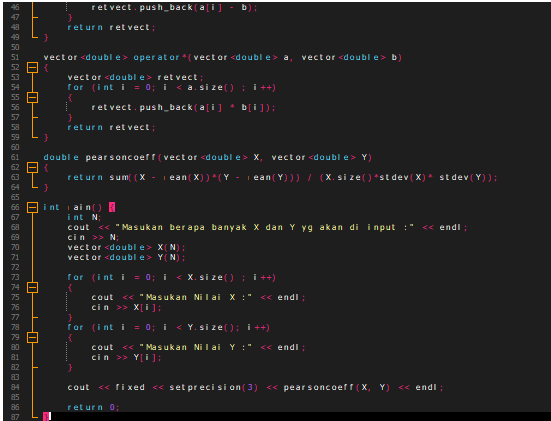 46 retvect.push_back(a[i] - b);
47 }
48 return retvect;
49 }
50
51 vector<double> operator*(vector<double> a, vector<double> b)
52 {
53 vector<double> retvect;
54 for (int i = 0; i < a.size() ; i++)
55 {
56 retvect.push_back(a[i] * b[i]);
57 }
58 return retvect;
59 }
60
61 double pearsoncoeff(vector<double> X, vector<double> Y)
62 {
63 return sum((X - mean(X))*(Y - mean(Y))) / (X.size()*stdev(X)* stdev(Y));
64 }
65
66 int main() {
67 int N;
68 cout << "Masukan berapa banyak X dan Y yg akan di input :" << endl;
69 cin >> N;
70 vector<double> X(N);
71 vector<double> Y(N);
72
73 for (int i = 0; i < X.size() ; i++)
74 {
75 cout << "Masukan Nilai X :" << endl;
76 cin >> X[i];
77 }
78 for (int i = 0; i < Y.size(); i++)
79 {
80 cout << "Masukan Nilai Y :" << endl;
81 cin >> Y[i];
82 }
83
84 cout << fixed << setprecision(3) << pearsoncoeff(X, Y) << endl;
85
86 return 0;
87 }